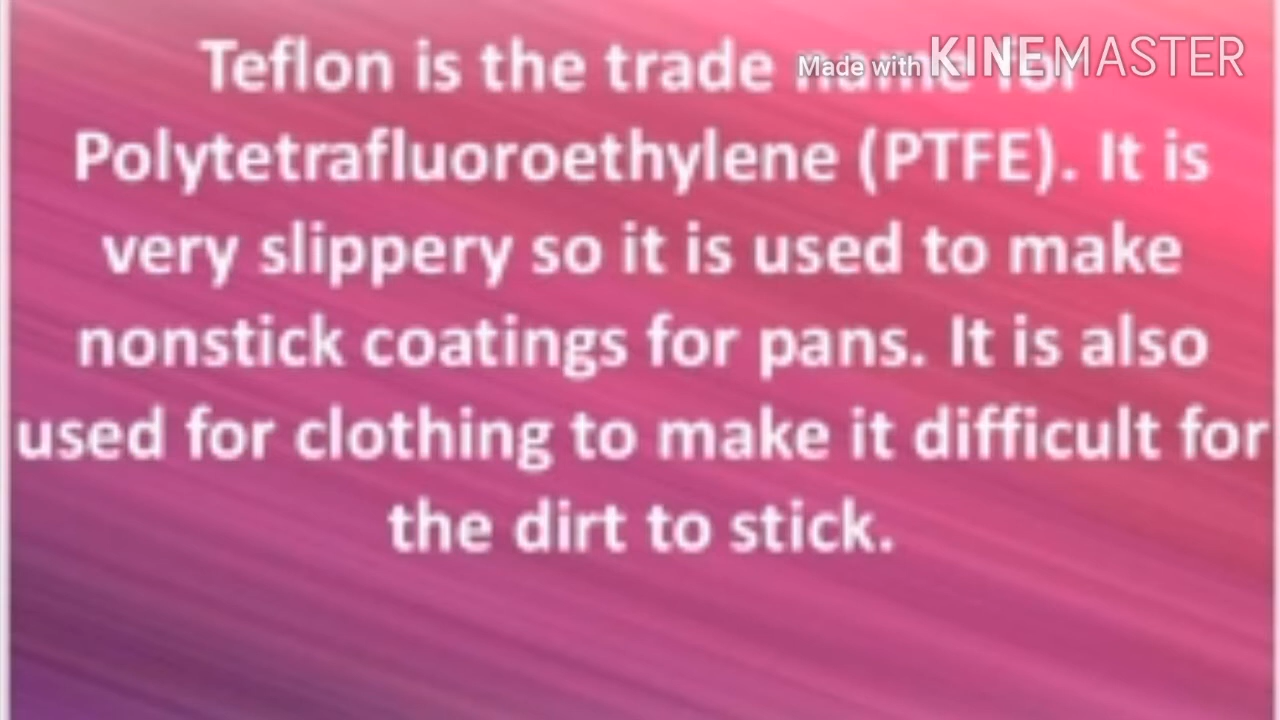 Teflon is the trade name for
Made with KINEMASTER
Polytetrafluoroethylene (PTFE). It is
very slippery so it is used to make
nonstick coatings for pans. It is also
used for clothing to make it difficult for
the dirt to stick.